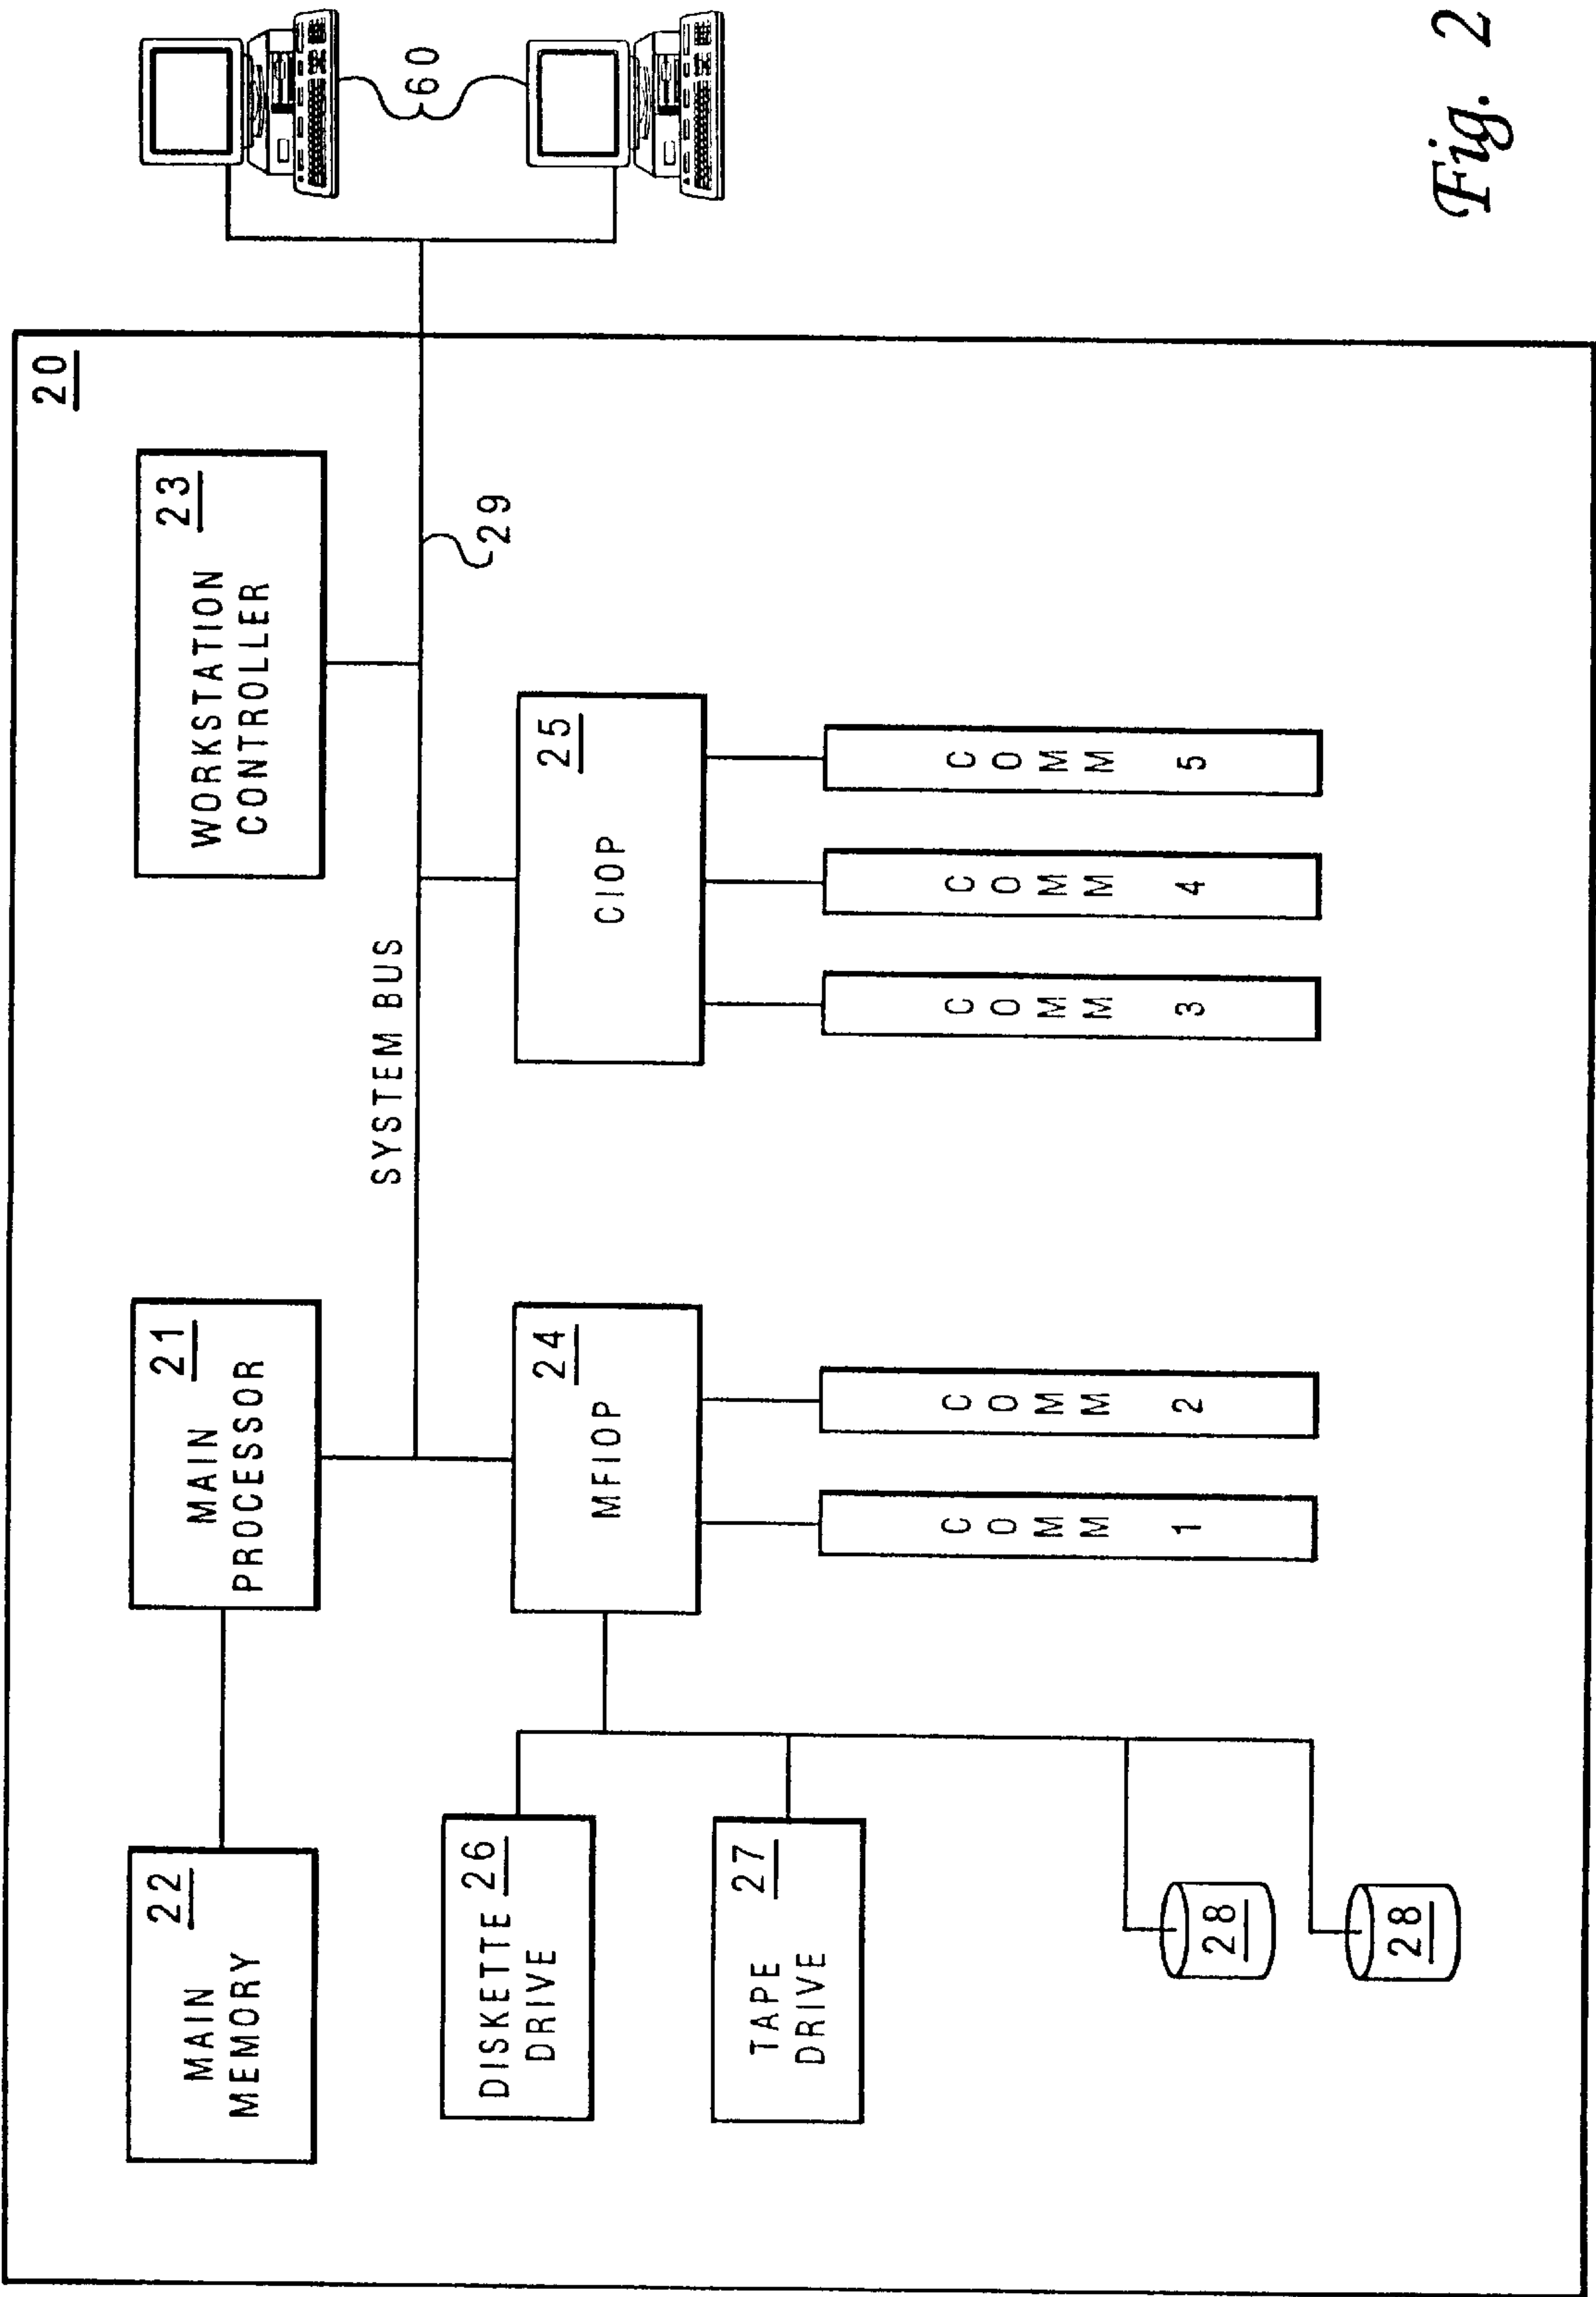 20
MAIN
MEMORY
22
MAIN
PROCESSOR
21
WORKSTATION
CONTROLLER
23
60
SYSTEM BUS
29
DISKETTE
DRIVE
26
MFIOP
24
CIOP
25
TAPE
DRIVE
27
COMM 1
COMM 2
COMM 3
COMM 4
COMM 5
28
28
Fig. 2